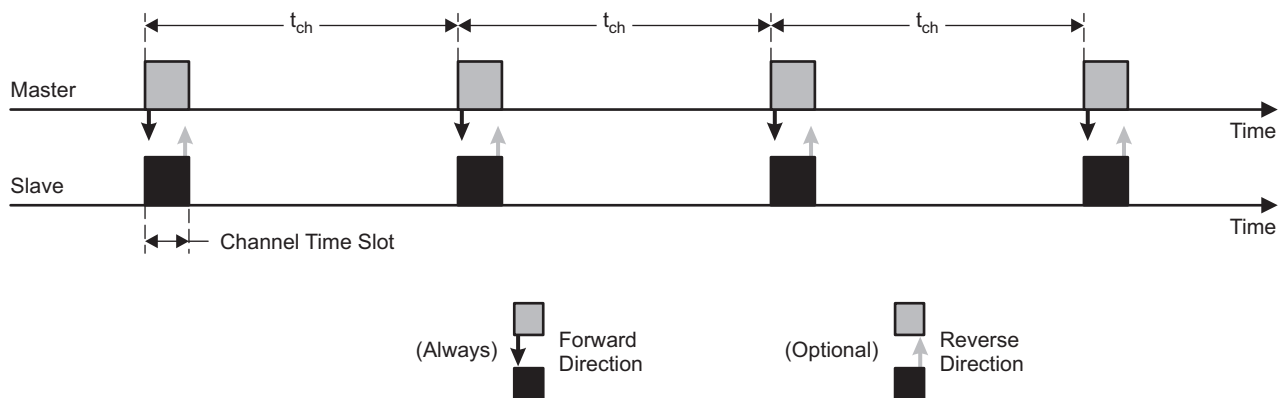 t_ch t_ch t_ch
Master
Time
Slave
Time
Channel Time Slot
(Always) Forward Direction
(Optional) Reverse Direction